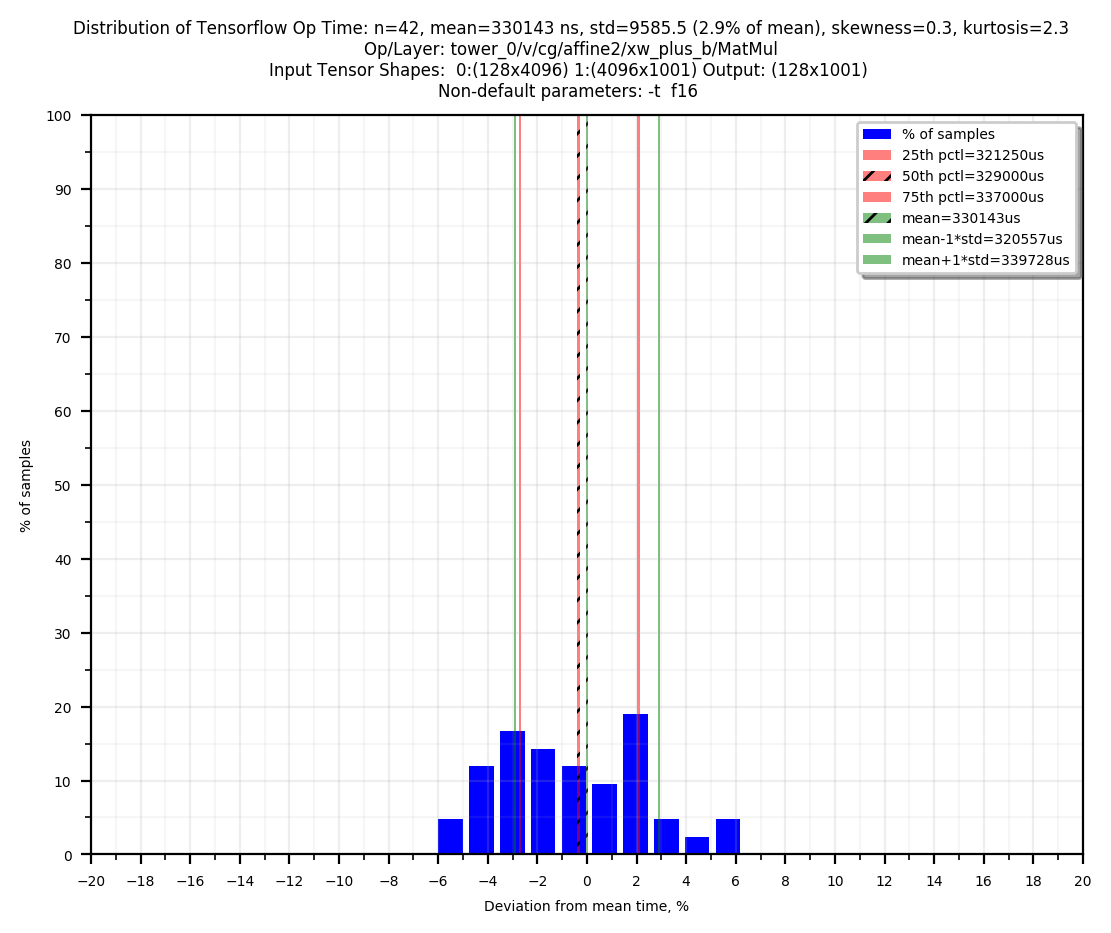 Distribution of Tensorflow Op Time: n=42, mean=330143 ns, std=9585.5 (2.9% of mean), skewness=0.3, kurtosis=2.3
Op/Layer: tower_0/v/cg/affine2/xw_plus_b/MatMul
Input Tensor Shapes:  0:(128x4096) 1:(4096x1001) Output: (128x1001)
Non-default parameters: -t  f16
% of samples
25th pctl=321250us
50th pctl=329000us
75th pctl=337000us
mean=330143us
mean-1*std=320557us
mean+1*std=339728us
100
90
80
70
60
50
40
30
20
10
0
% of samples
−20 −18 −16 −14 −12 −10 −8 −6 −4 −2 0 2 4 6 8 10 12 14 16 18 20
Deviation from mean time, %